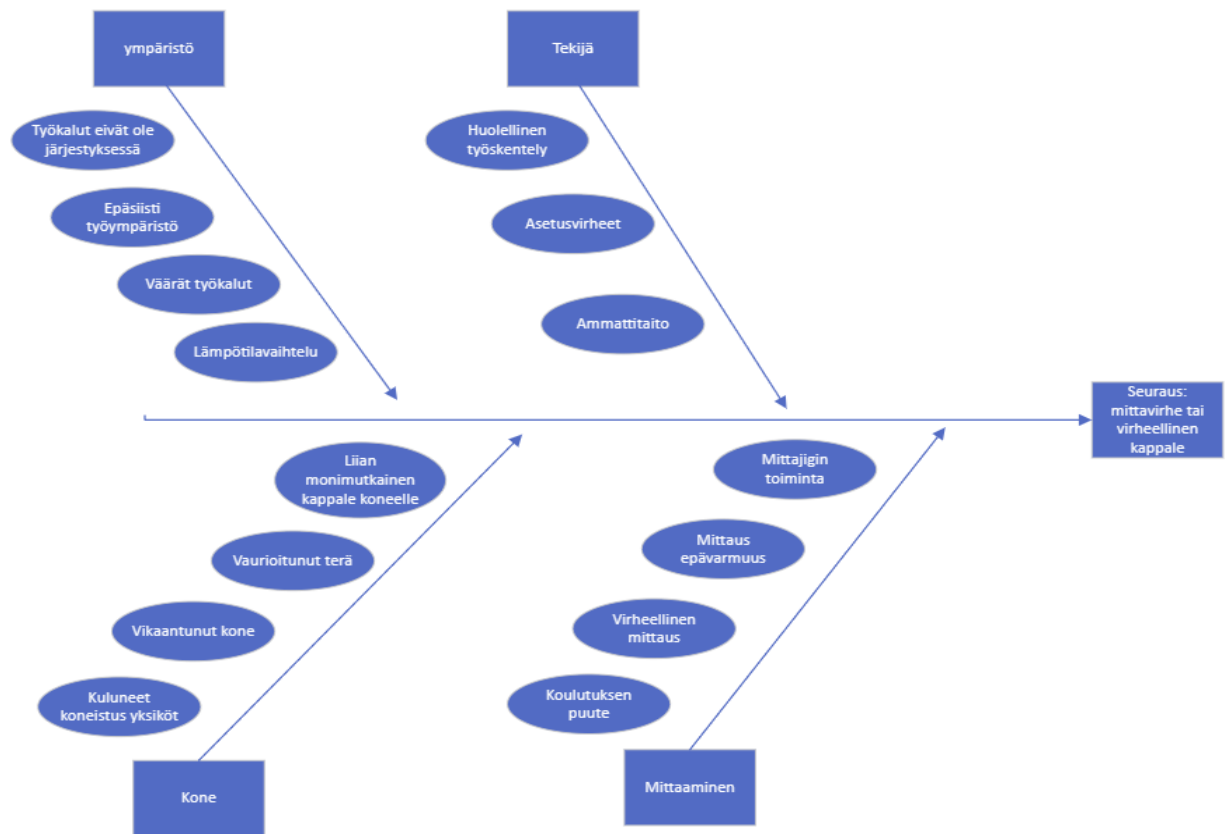 ympäristö
Tekijä
Työkalut eivät ole
järjestyksessä
Epäsiisti
työympäristö
Väärät työkalut
Lämpötilavaihtelu
Huolellinen
työskentely
Asetusvirheet
Ammattitaito
Seuraus:
mittavirhe tai
virheellinen
kappale
Liian
monimutkainen
kappale koneelle
Vaurioitunut terä
Vikaantunut kone
Kuluneet
koneistus yksiköt
Kone
Mittajigin
toiminta
Mittaus
epävarmuus
Virheellinen
mittaus
Koulutuksen
puute
Mittaaminen